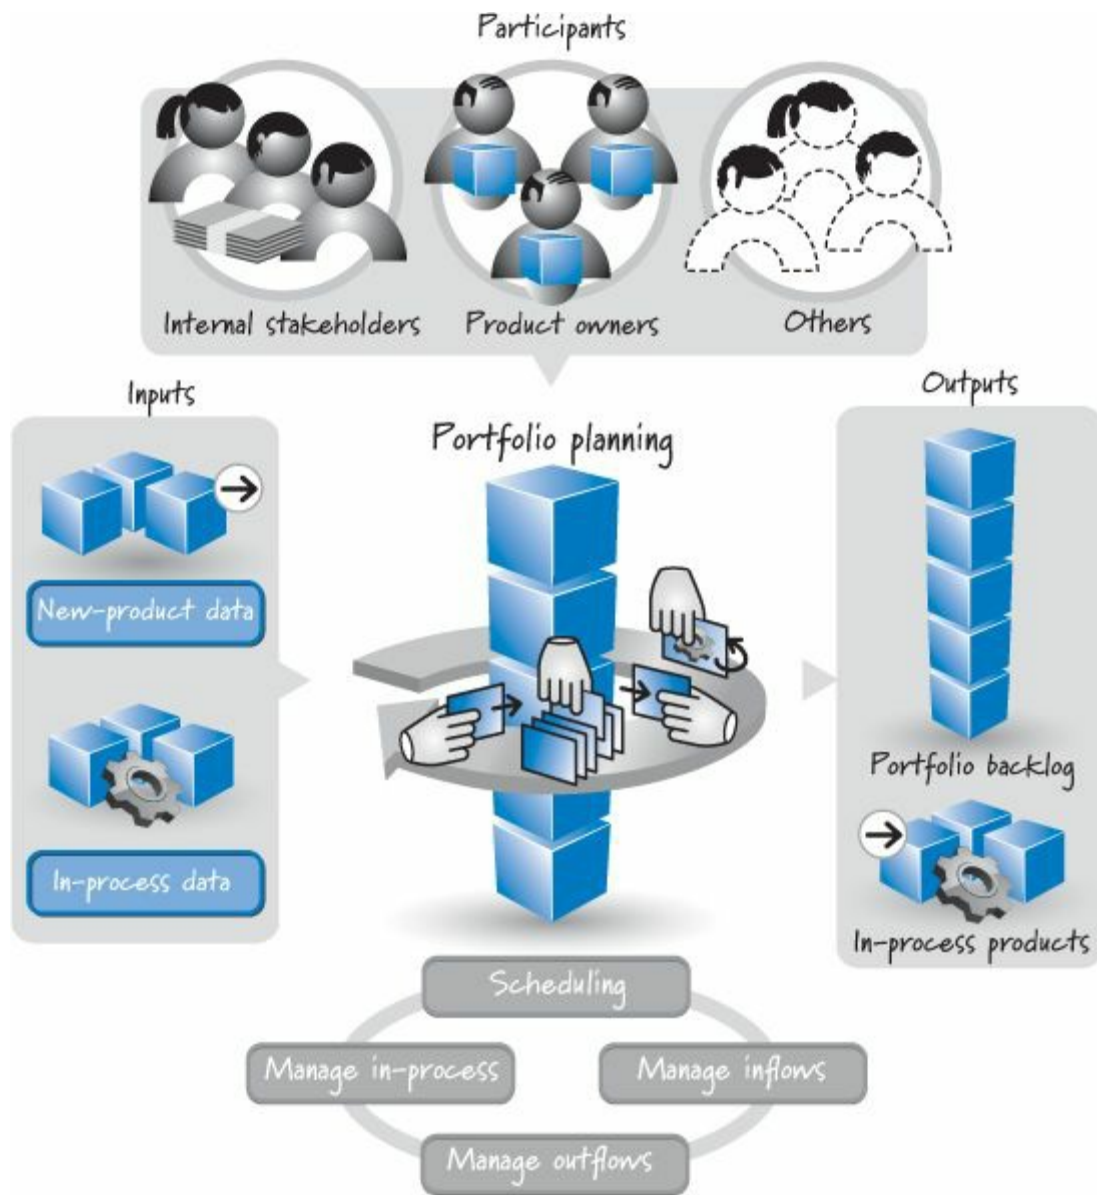 Participants
Internal stakeholders
Product owners
Others
Inputs
New-product data
In-process data
Portfolio planning
Outputs
Portfolio backlog
In-process products
Scheduling
Manage in-process
Manage inflows
Manage outflows